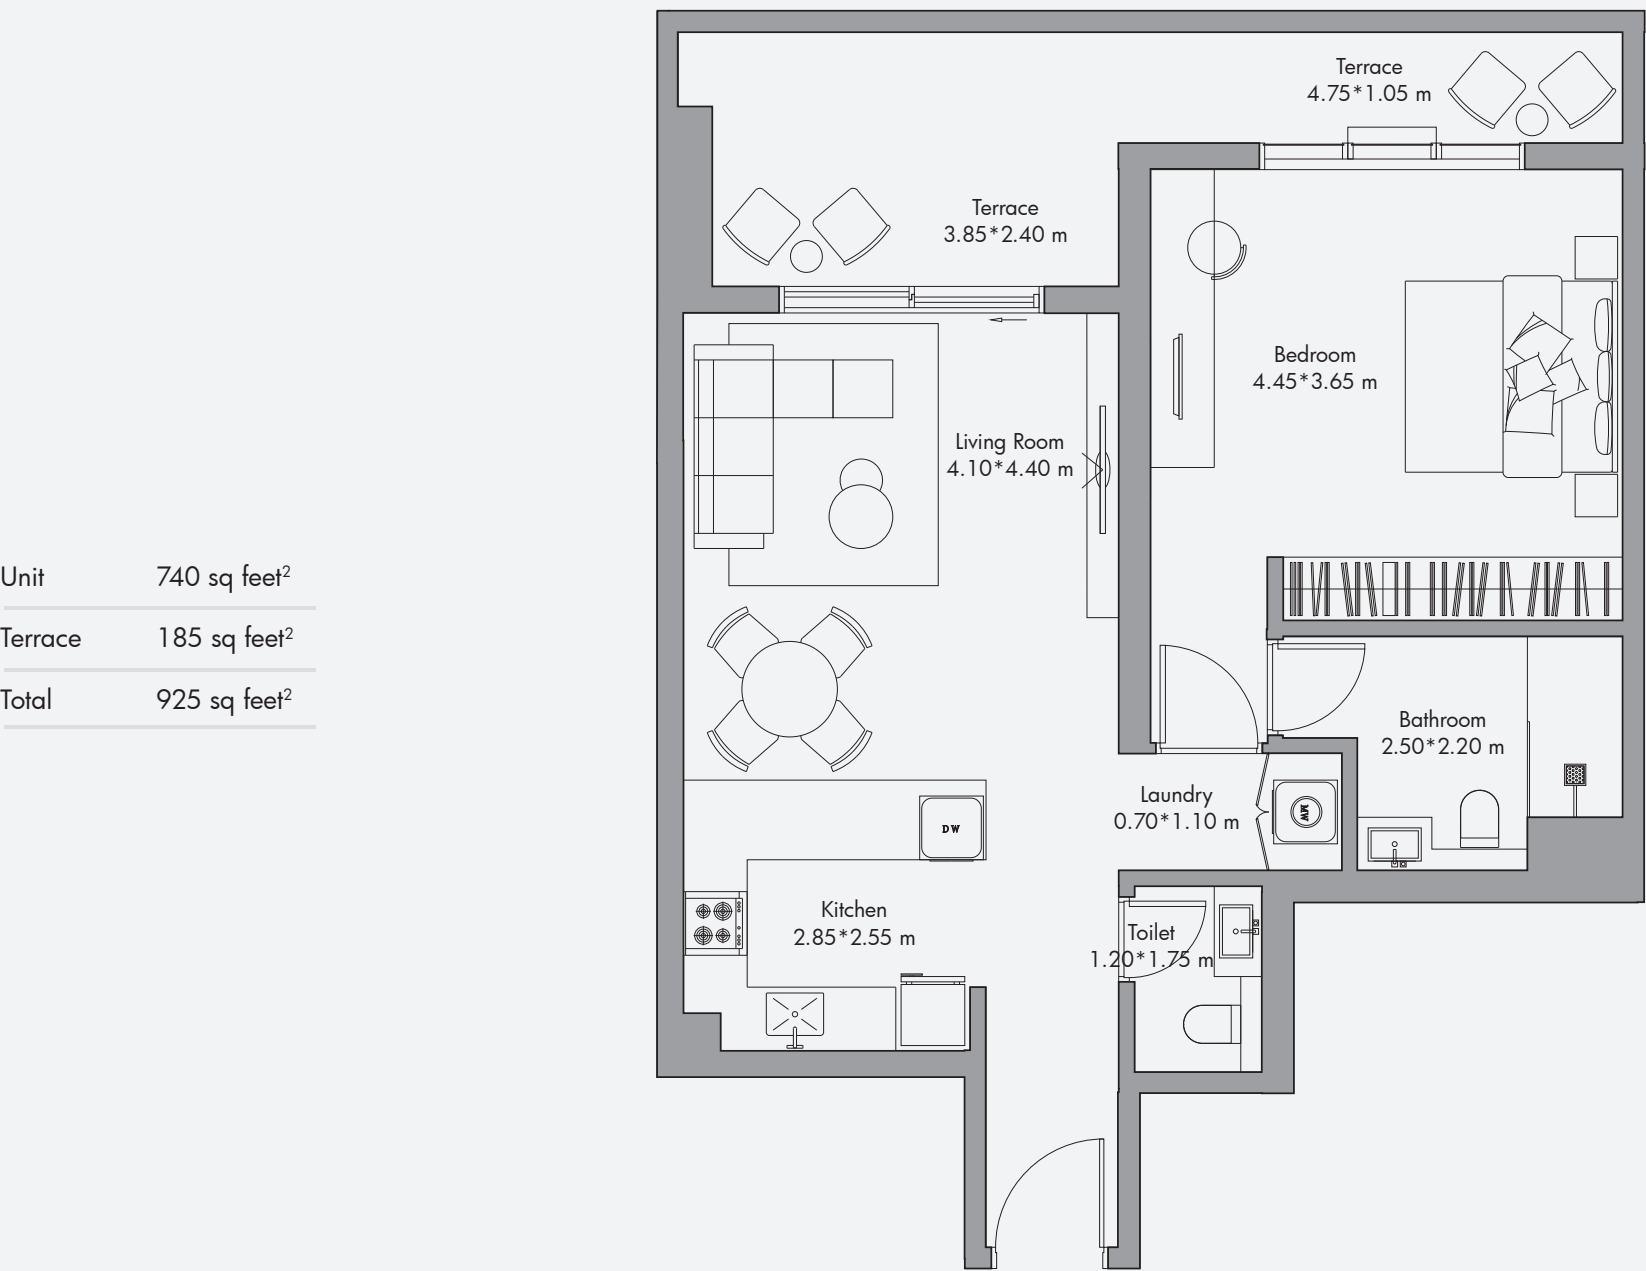 Unit 740 sq feet²
Terrace 185 sq feet²
Total 925 sq feet²
Terrace
4.75*1.05 m
Terrace
3.85*2.40 m
Bedroom
4.45*3.65 m
Living Room
4.10*4.40 m
Bathroom
2.50*2.20 m
Laundry
0.70*1.10 m
MW
DW
Kitchen
2.85*2.55 m
Toilet
1.20*1.75 m